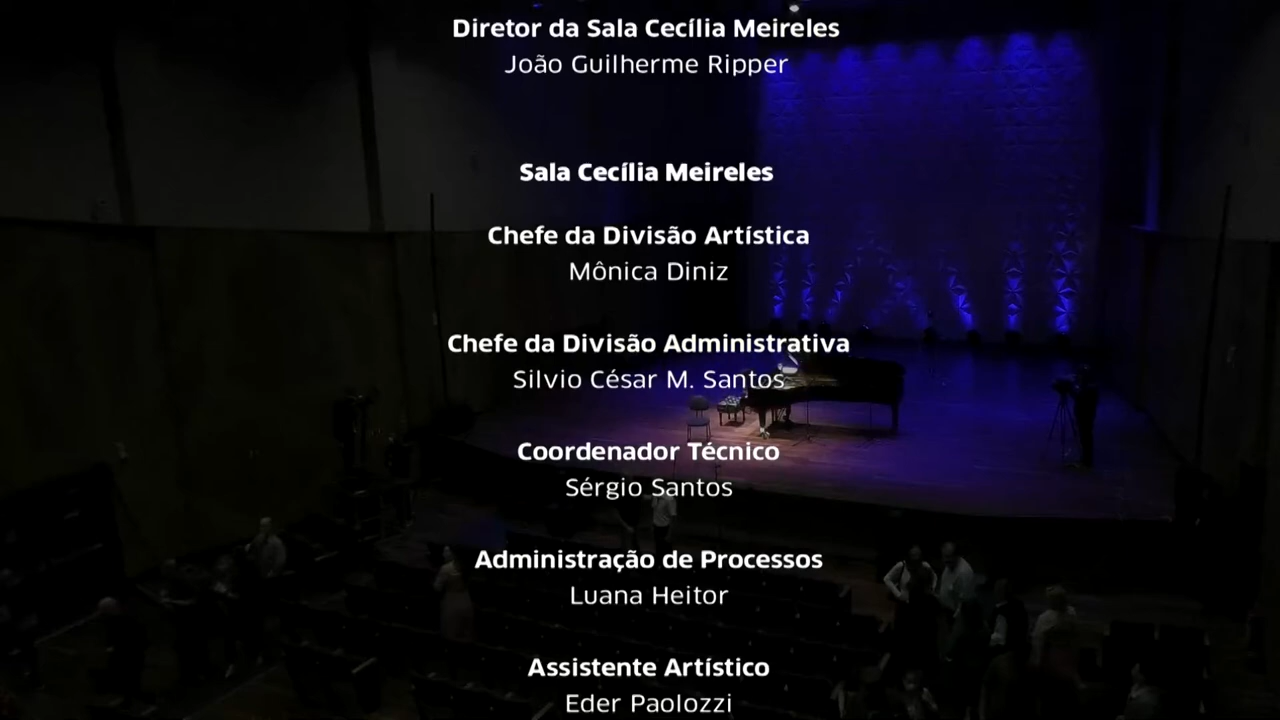 Diretor da Sala Cecília Meireles
João Guilherme Ripper
Sala Cecília Meireles
Chefe da Divisão Artística
Mônica Diniz
Chefe da Divisão Administrativa
Silvio César M. Santos
Coordenador Técnico
Sérgio Santos
Administração de Processos
Luana Heitor
Assistente Artístico
Eder Paolozzi